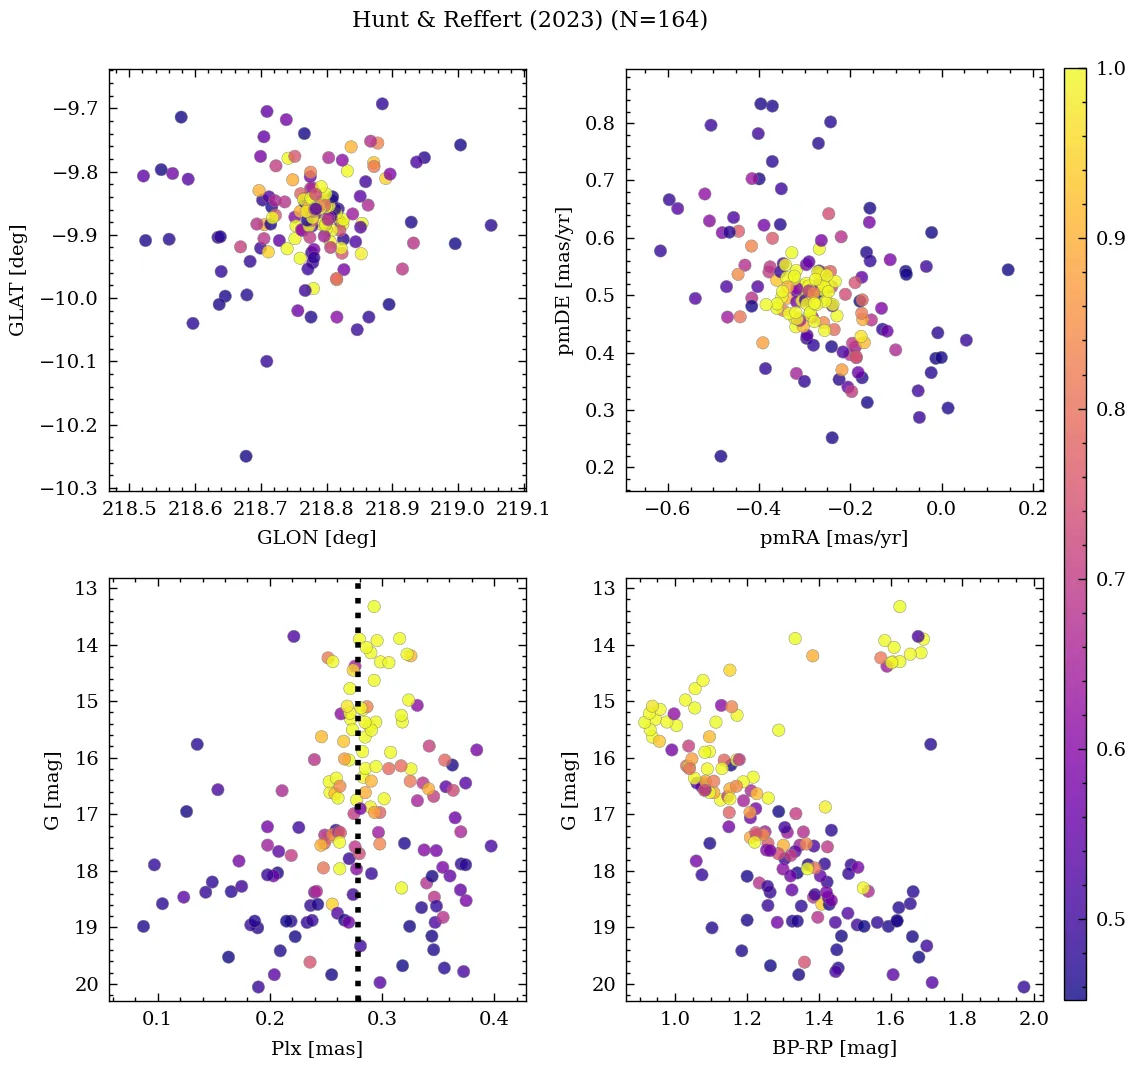 Hunt & Reffert (2023) (N=164)
−9.7
−9.8
−9.9
−10.0
−10.1
−10.2
−10.3
GLAT [deg]
218.5 218.6 218.7 218.8 218.9 219.0 219.1
GLON [deg]
0.8
0.7
0.6
0.5
0.4
0.3
0.2
pmDE [mas/yr]
−0.6 −0.4 −0.2 0.0 0.2
pmRA [mas/yr]
13
14
15
16
17
18
19
20
G [mag]
0.1 0.2 0.3 0.4
Plx [mas]
13
14
15
16
17
18
19
20
G [mag]
1.0 1.2 1.4 1.6 1.8 2.0
BP-RP [mag]
1.0
0.9
0.8
0.7
0.6
0.5